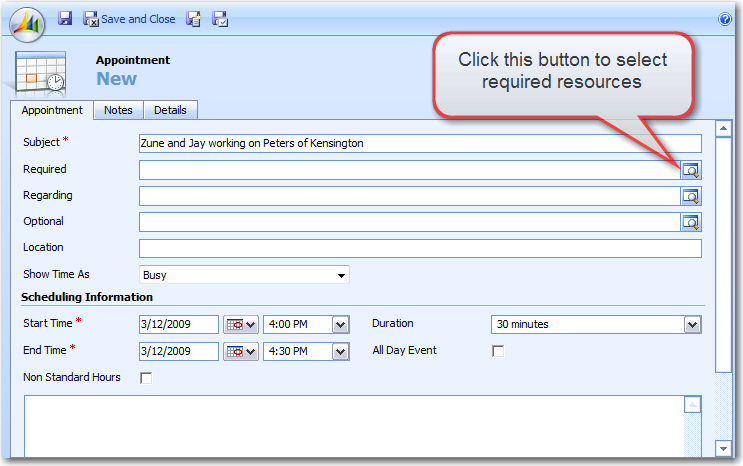 Save and Close
Appointment
New
Click this button to select
required resources
Appointment Notes Details
Subject * Zune and Jay working on Peters of Kensington
Required
Regarding
Optional
Location
Show Time As Busy
Scheduling Information
Start Time * 3/12/2009 4:00 PM Duration 30 minutes
End Time * 3/12/2009 4:30 PM All Day Event
Non Standard Hours